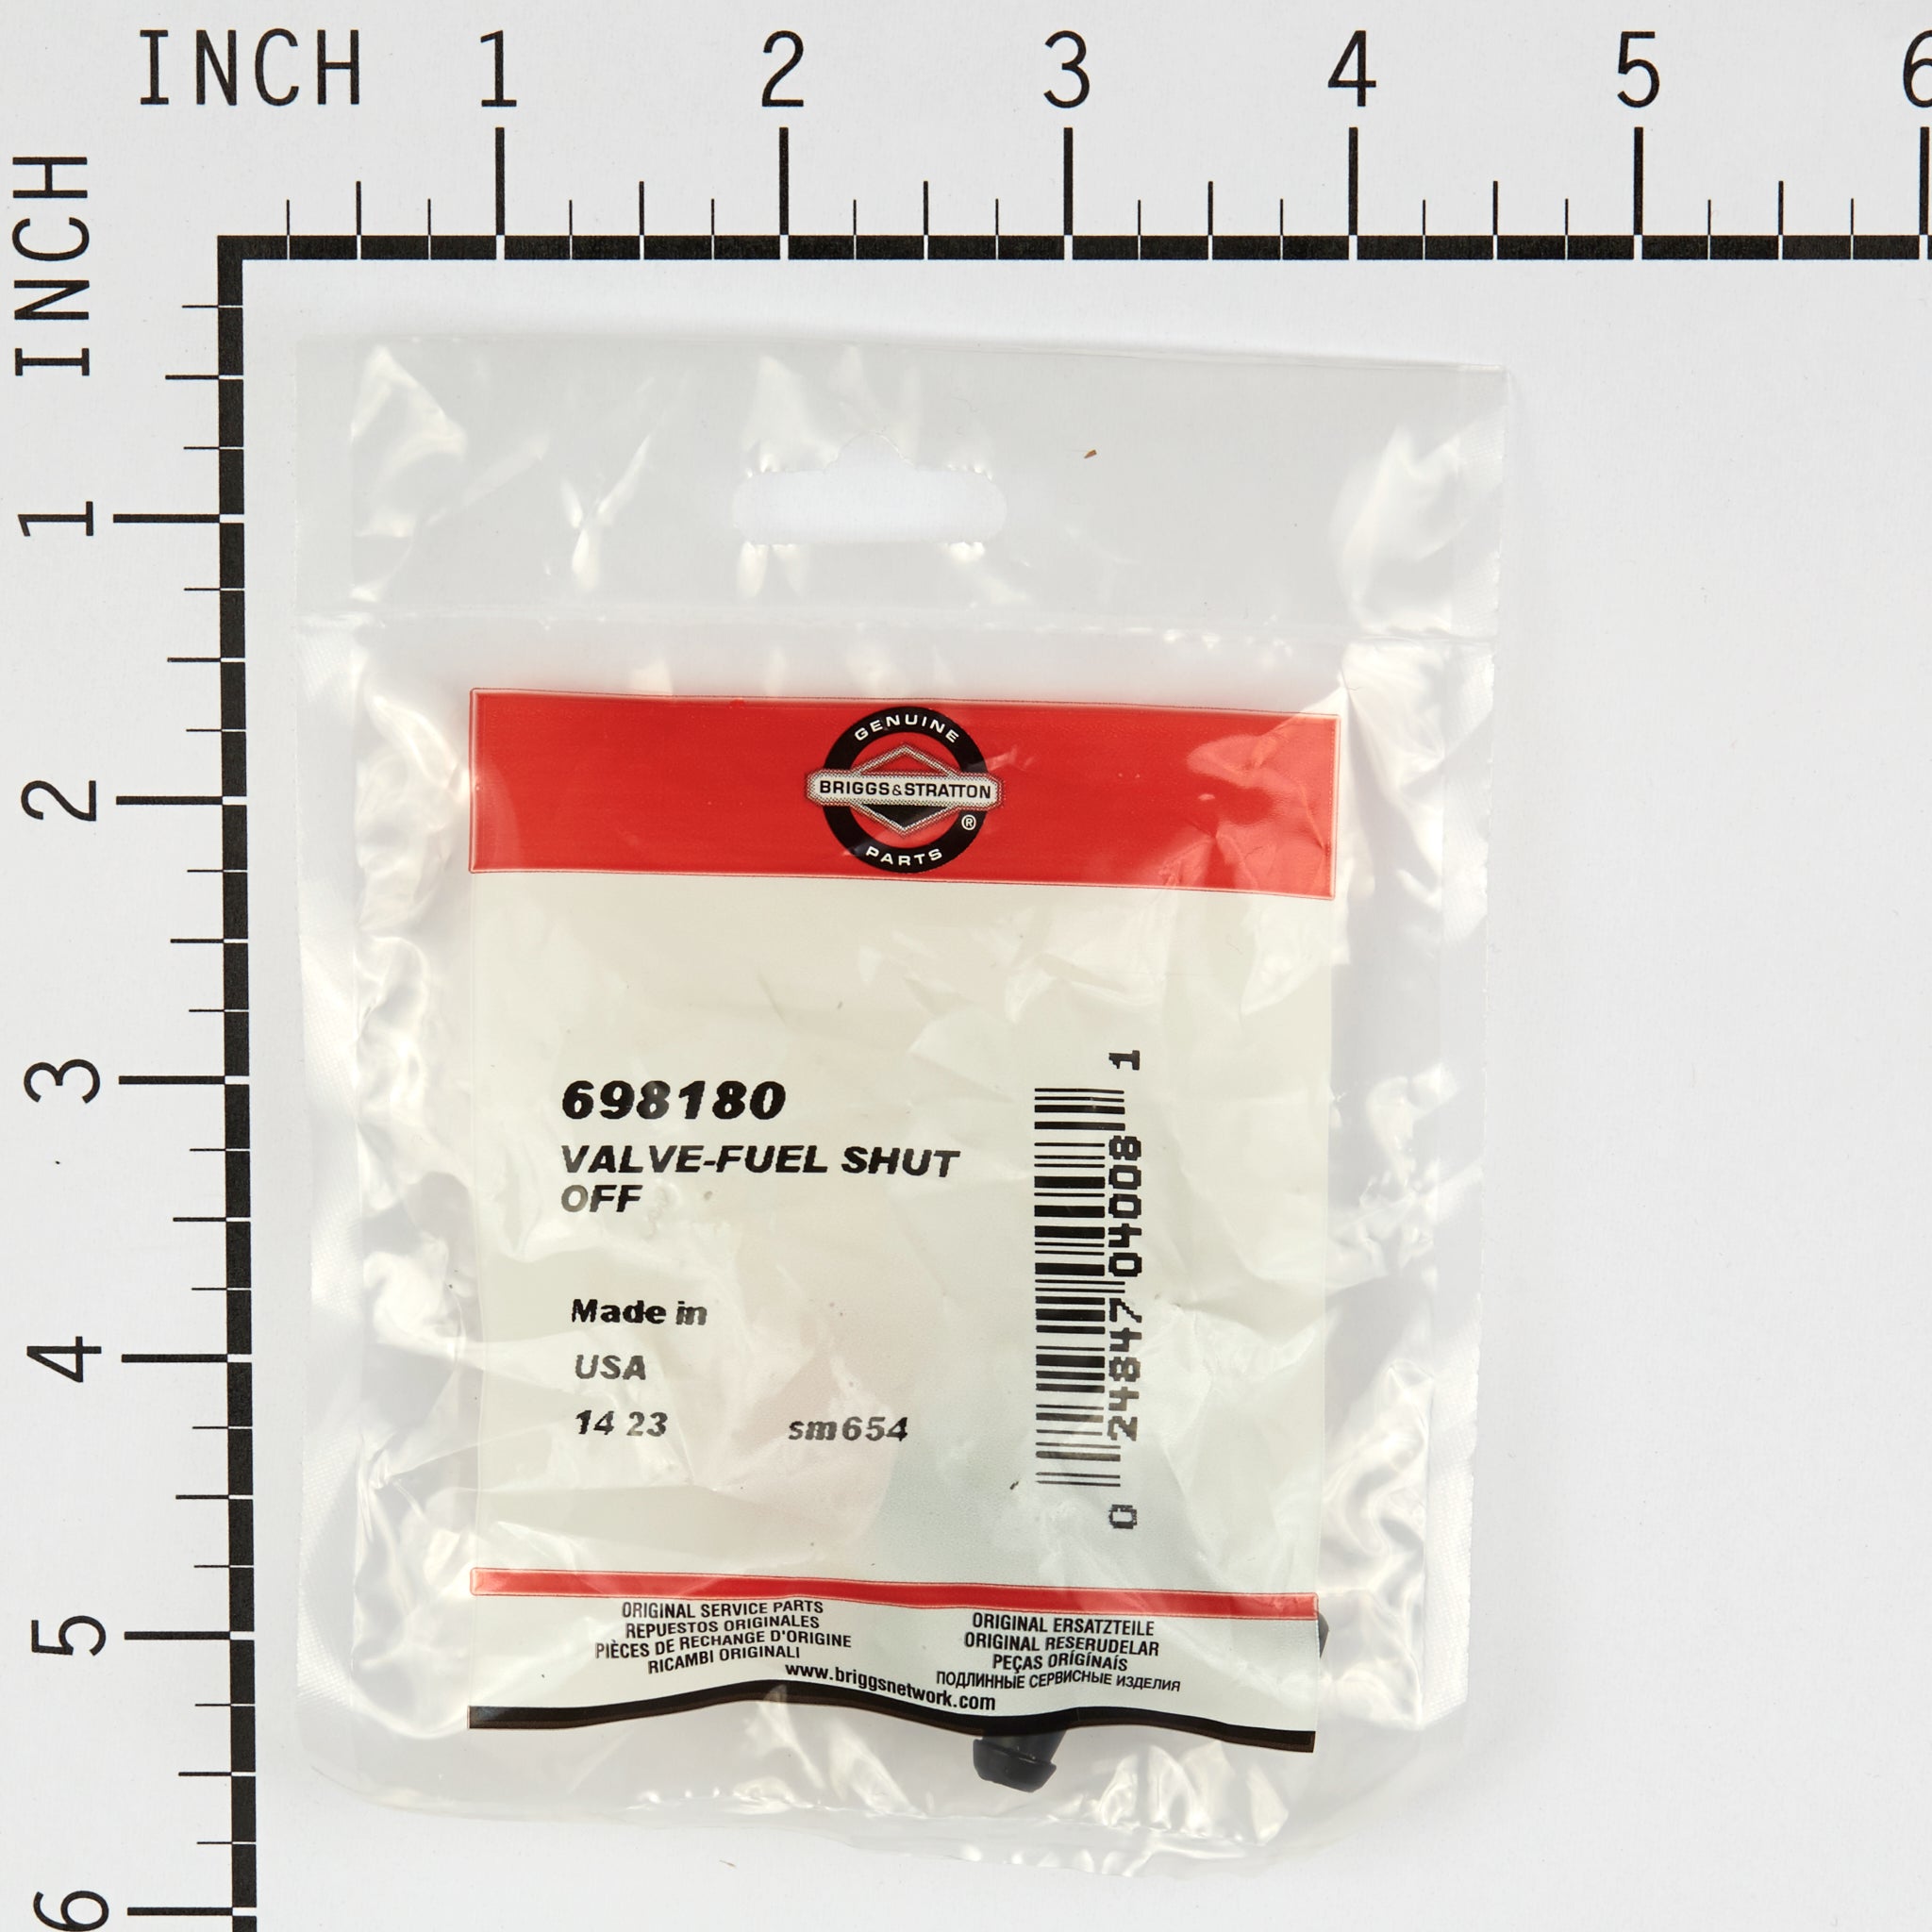 INCH 1 2 3 4 5 6
INCH 1 2 3 4 5 6
GENUINE
BRIGGS&STRATTON
®
PARTS
698180
VALVE-FUEL SHUT
OFF
Made in
USA
14 23 sm654
0 24847 04008 1
ORIGINAL SERVICE PARTS
REPUESTOS ORIGINALES
PIÈCES DE RECHANGE D'ORIGINE
RICAMBI ORIGINALI
ORIGINAL ERSATZTEILE
ORIGINAL RESERUDELAR
PEÇAS ORÍGÍNAÍS
ПОДЛИННЫЕ СЕРВИСНЫЕ ИЗДЕЛИЯ
www.briggsnetwork.com